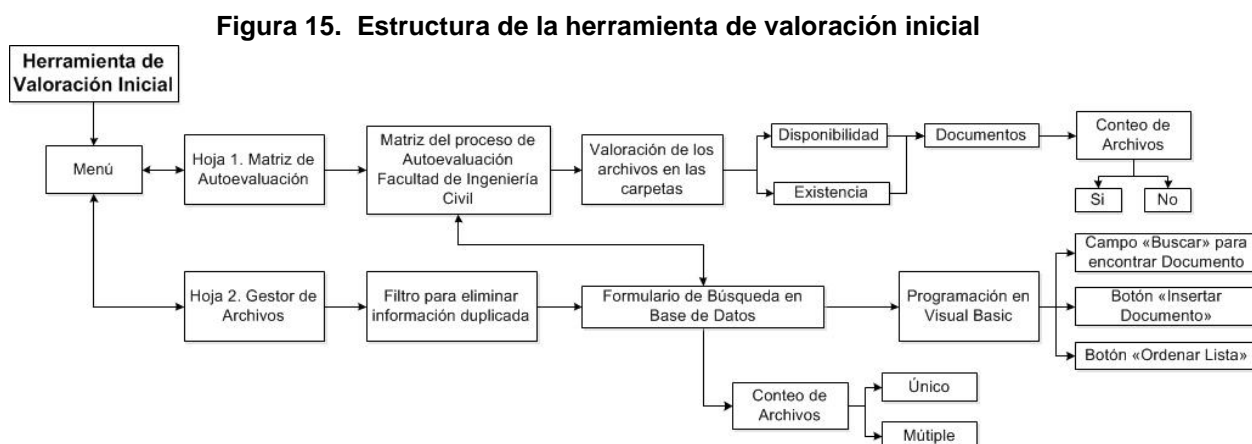 Figura 15. Estructura de la herramienta de valoración inicial
Herramienta de
Valoración Inicial
Menú
Hoja 1. Matriz de
Autoevaluación
Matriz del proceso de
Autoevaluación
Facultad de Ingeniería
Civil
Valoración de los
archivos en las
carpetas
Disponibilidad
Existencia
Documentos
Conteo de
Archivos
Si
No
Hoja 2. Gestor de
Archivos
Filtro para eliminar
información duplicada
Formulario de Búsqueda en
Base de Datos
Programación en
Visual Basic
Campo «Buscar» para
encontrar Documento
Botón «Insertar
Documento»
Botón «Ordenar Lista»
Conteo de
Archivos
Único
Mútiple